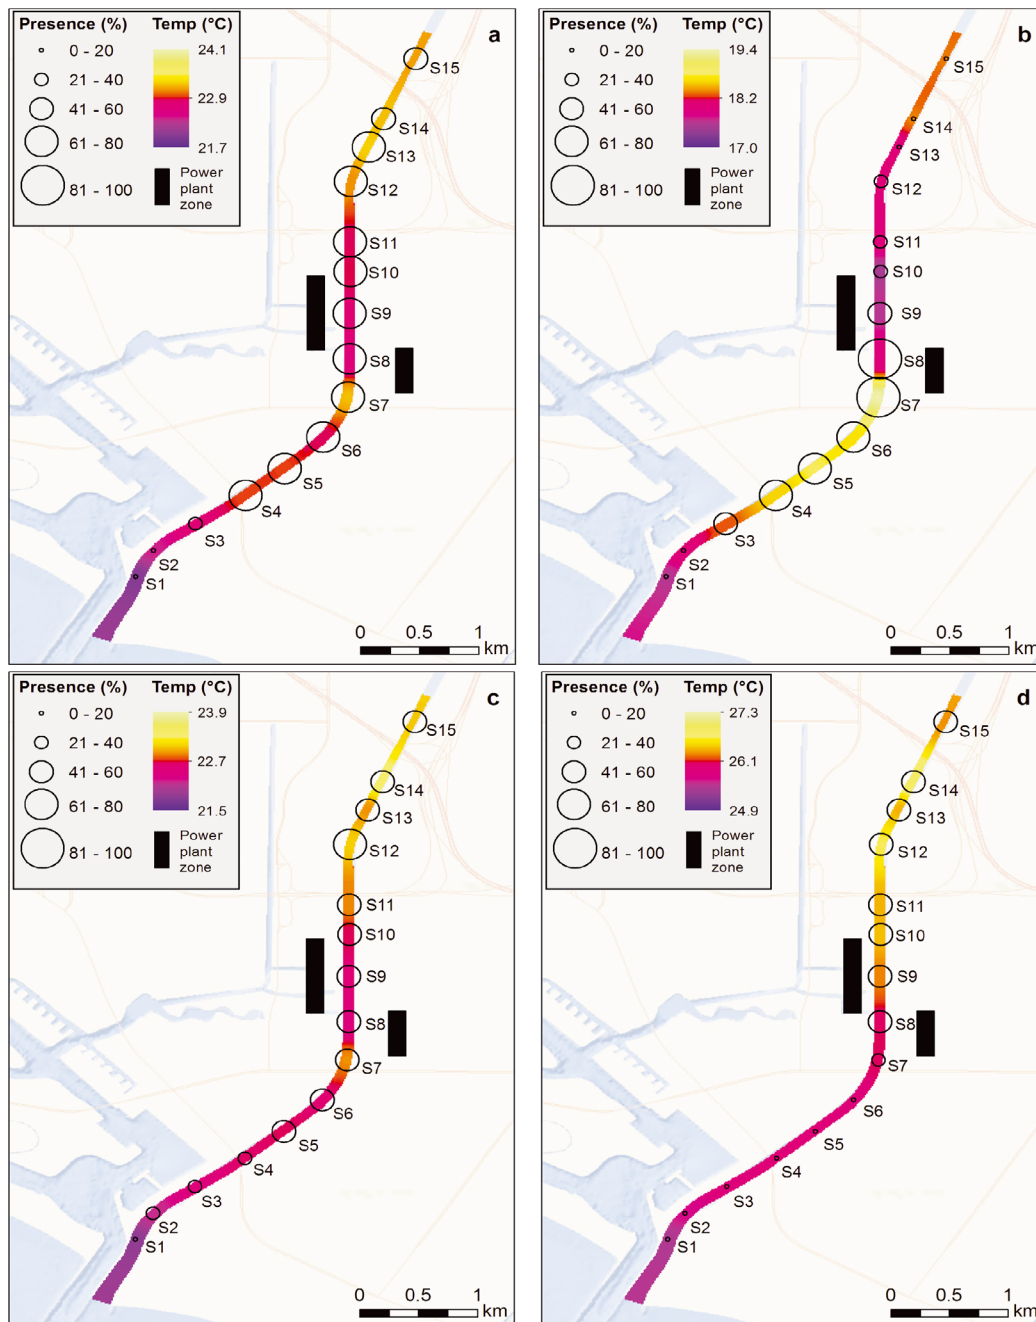 Presence (%) Temp (°C)
0 - 20
21 - 40
41 - 60
61 - 80
81 - 100
24.1
22.9
21.7
Power
plant
zone
a
S15
S14
S13
S12
S11
S10
S9
S8
S7
S6
S5
S4
S3
S2
S1
0 0.5 1
km
Presence (%) Temp (°C)
0 - 20
21 - 40
41 - 60
61 - 80
81 - 100
19.4
18.2
17.0
Power
plant
zone
b
S15
S14
S13
S12
S11
S10
S9
S8
S7
S6
S5
S4
S3
S2
S1
0 0.5 1
km
Presence (%) Temp (°C)
0 - 20
21 - 40
41 - 60
61 - 80
81 - 100
23.9
22.7
21.5
Power
plant
zone
c
S15
S14
S13
S12
S11
S10
S9
S8
S7
S6
S5
S4
S3
S2
S1
0 0.5 1
km
Presence (%) Temp (°C)
0 - 20
21 - 40
41 - 60
61 - 80
81 - 100
27.3
26.1
24.9
Power
plant
zone
d
S15
S14
S13
S12
S11
S10
S9
S8
S7
S6
S5
S4
S3
S2
S1
0 0.5 1
km